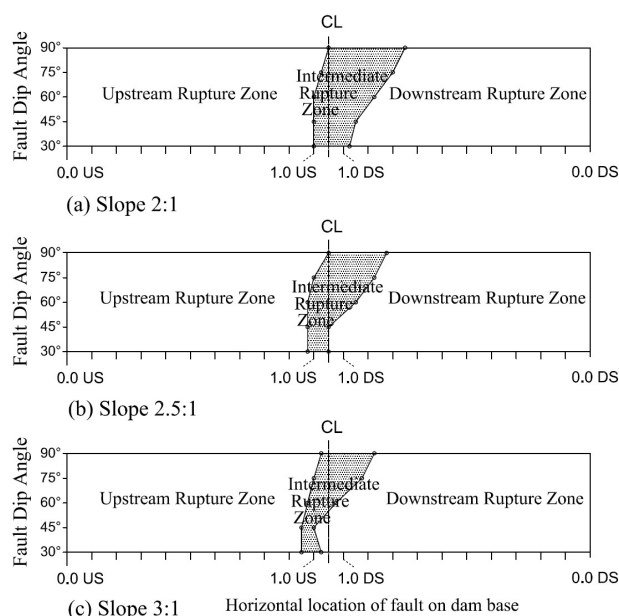 CL
Fault Dip Angle
90°
75°
60°
45°
30°
Upstream Rupture Zone
Intermediate
Rupture
Zone
Downstream Rupture Zone
0.0 US
1.0 US
1.0 DS
0.0 DS
(a) Slope 2:1
CL
Fault Dip Angle
90°
75°
60°
45°
30°
Upstream Rupture Zone
Intermediate
Rupture
Zone
Downstream Rupture Zone
0.0 US
1.0 US
1.0 DS
0.0 DS
(b) Slope 2.5:1
CL
Fault Dip Angle
90°
75°
60°
45°
30°
Upstream Rupture Zone
Intermediate
Rupture
Zone
Downstream Rupture Zone
0.0 US
1.0 US
1.0 DS
0.0 DS
(c) Slope 3:1
Horizontal location of fault on dam base